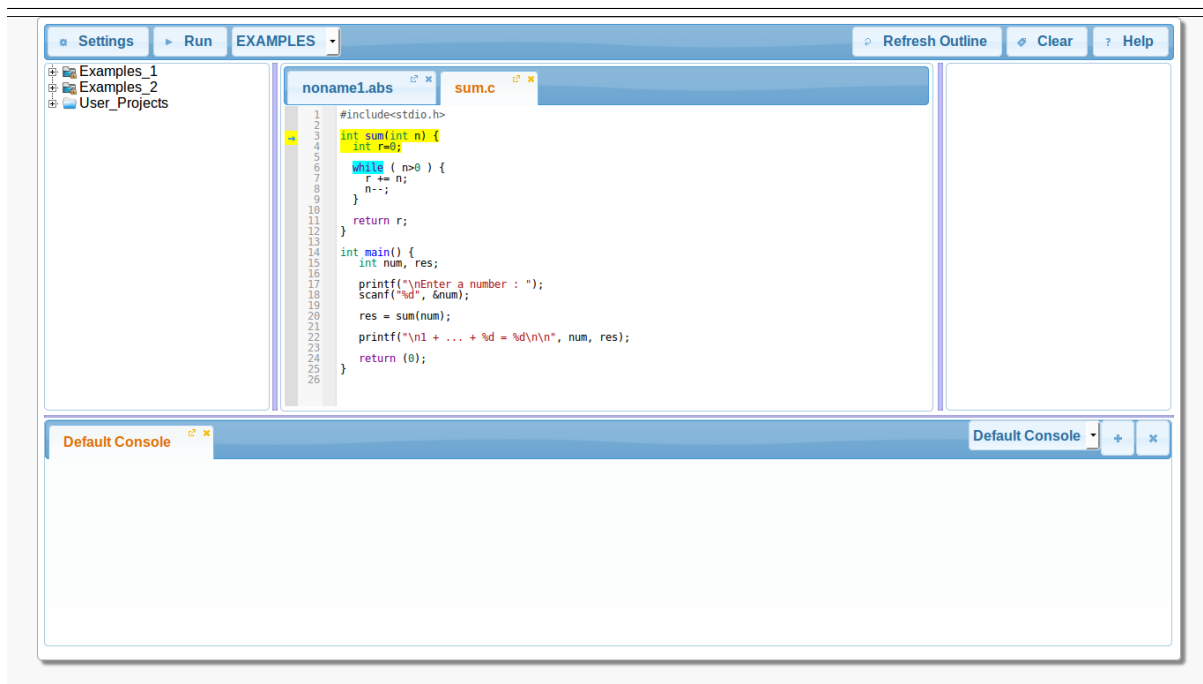 Settings Run EXAMPLES Refresh Outline Clear ? Help
Examples_1
Examples_2
User_Projects
noname1.abs sum.c
1 #include<stdio.h>
2
3 int sum(int n) {
4 int r=0;
5
6 while ( n>0 ) {
7 r += n;
8 n--;
9 }
10
11 return r;
12 }
13
14 int main() {
15 int num, res;
16
17 printf("\nEnter a number : ");
18 scanf("%d", &num);
19
20 res = sum(num);
21
22 printf("\n1 + ... + %d = %d\n\n", num, res);
23
24 return (0);
25 }
26
Default Console Default Console